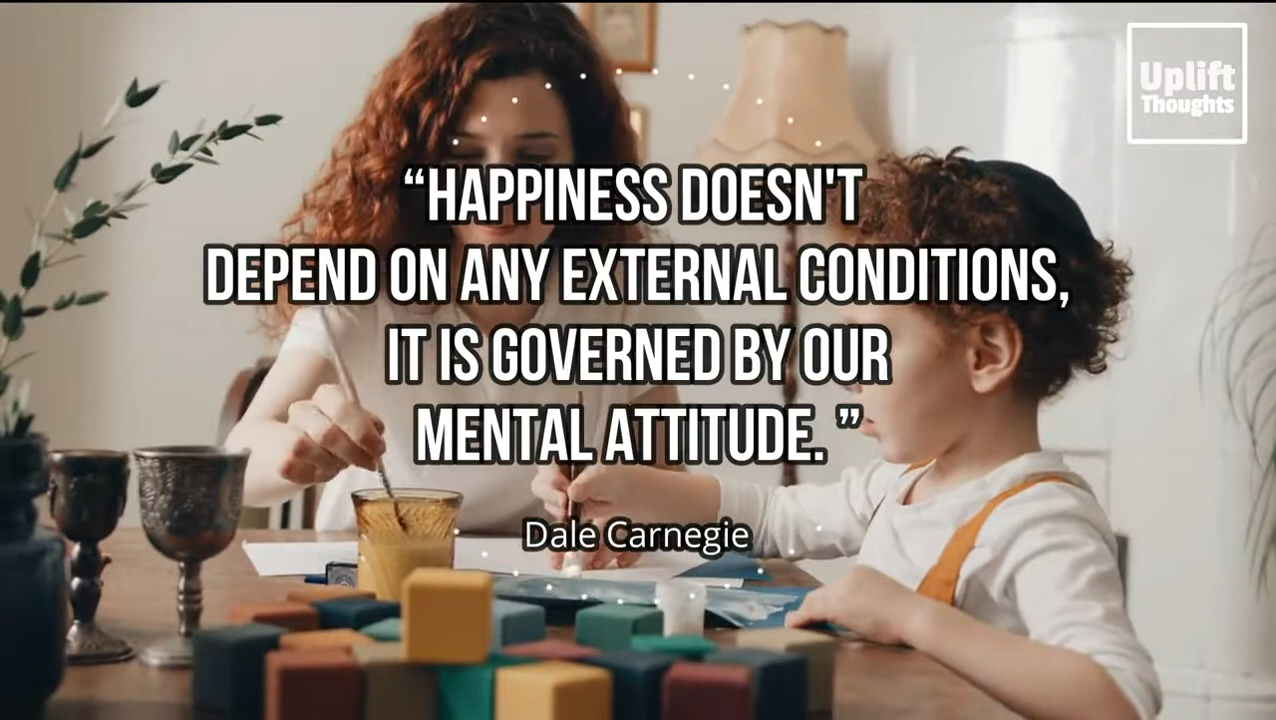 Uplift
Thoughts
“HAPPINESS DOESN'T
DEPEND ON ANY EXTERNAL CONDITIONS,
IT IS GOVERNED BY OUR
MENTAL ATTITUDE. ”
Dale Carnegie